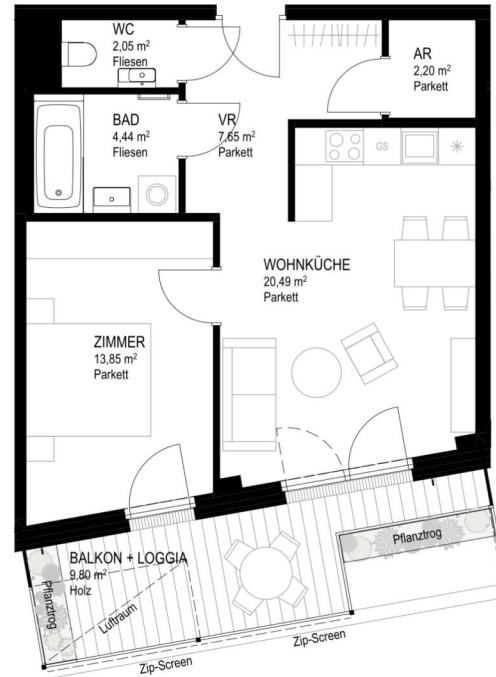 WC
2,05 m²
Fliesen
AR
2,20 m²
Parkett
BAD
4,44 m²
Fliesen
VR
7,65 m²
Parkett
GS
WOHNKÜCHE
20,49 m²
Parkett
ZIMMER
13,85 m²
Parkett
BALKON + LOGGIA
9,80 m²
Holz
Pflanztrog
Pflanztrog
Luftraum
Zip-Screen
Zip-Screen